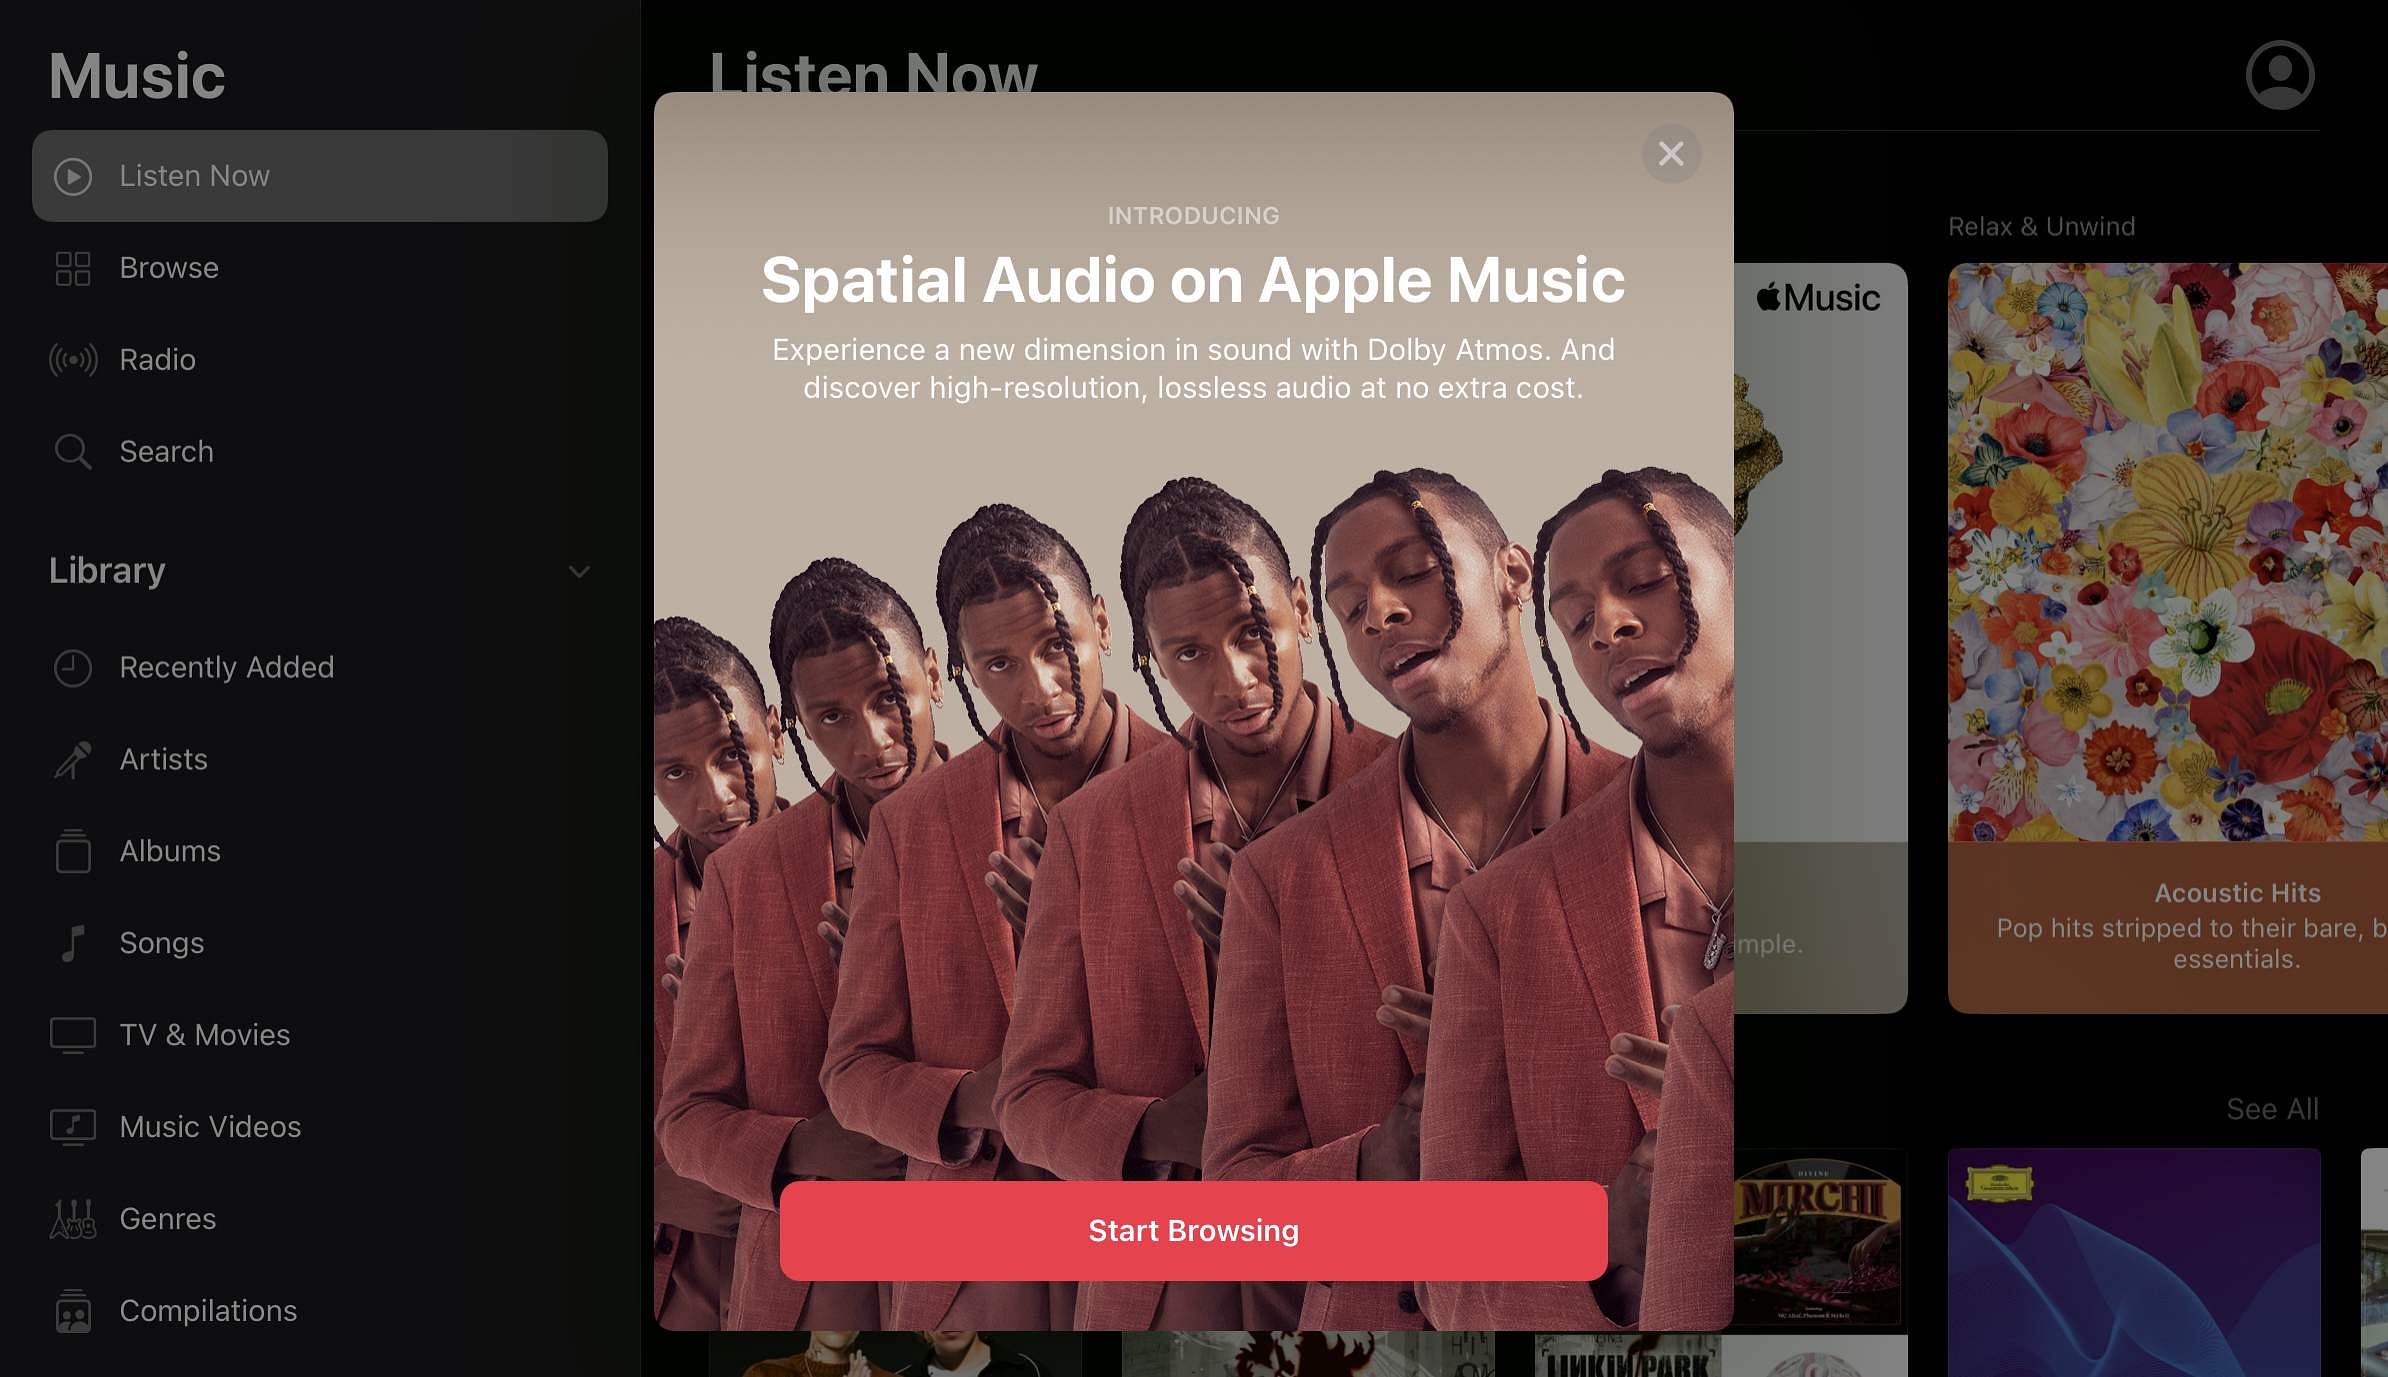 Music
Listen Now
Browse
Radio
Search
Library
Recently Added
Artists
Albums
Songs
TV & Movies
Music Videos
Genres
Compilations
Listen Now
INTRODUCING
Spatial Audio on Apple Music
Experience a new dimension in sound with Dolby Atmos. And
discover high-resolution, lossless audio at no extra cost.
Start Browsing
Music
mple.
Relax & Unwind
Acoustic Hits
Pop hits stripped to their bare, b
essentials.
See All
DIVINE
MIRCHI
LINKIN PARK